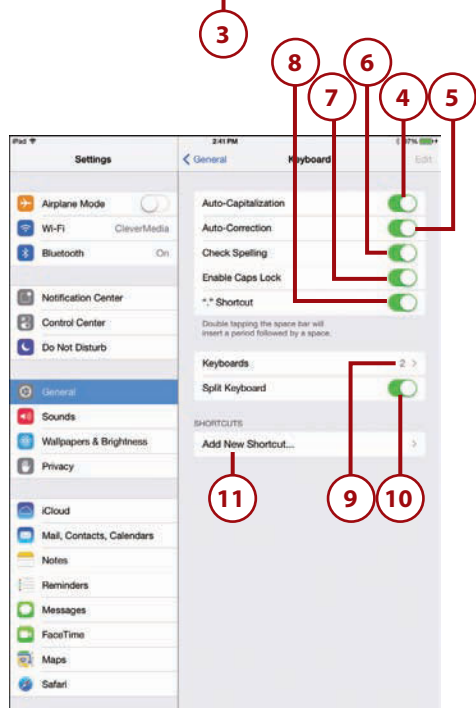 3
8
6
7
4
5
iPad
2:41 PM
97%
Settings
General
Keyboard
Edit
Airplane Mode
Wi-Fi
CleverMedia
Bluetooth
On
Notification Center
Control Center
Do Not Disturb
General
Sounds
Wallpapers & Brightness
Privacy
iCloud
Mail, Contacts, Calendars
Notes
Reminders
Messages
FaceTime
Maps
Safari
Auto-Capitalization
Auto-Correction
Check Spelling
Enable Caps Lock
"." Shortcut
Double tapping the space bar will
insert a period followed by a space.
Keyboards
2
Split Keyboard
SHORTCUTS
Add New Shortcut...
11
9
10